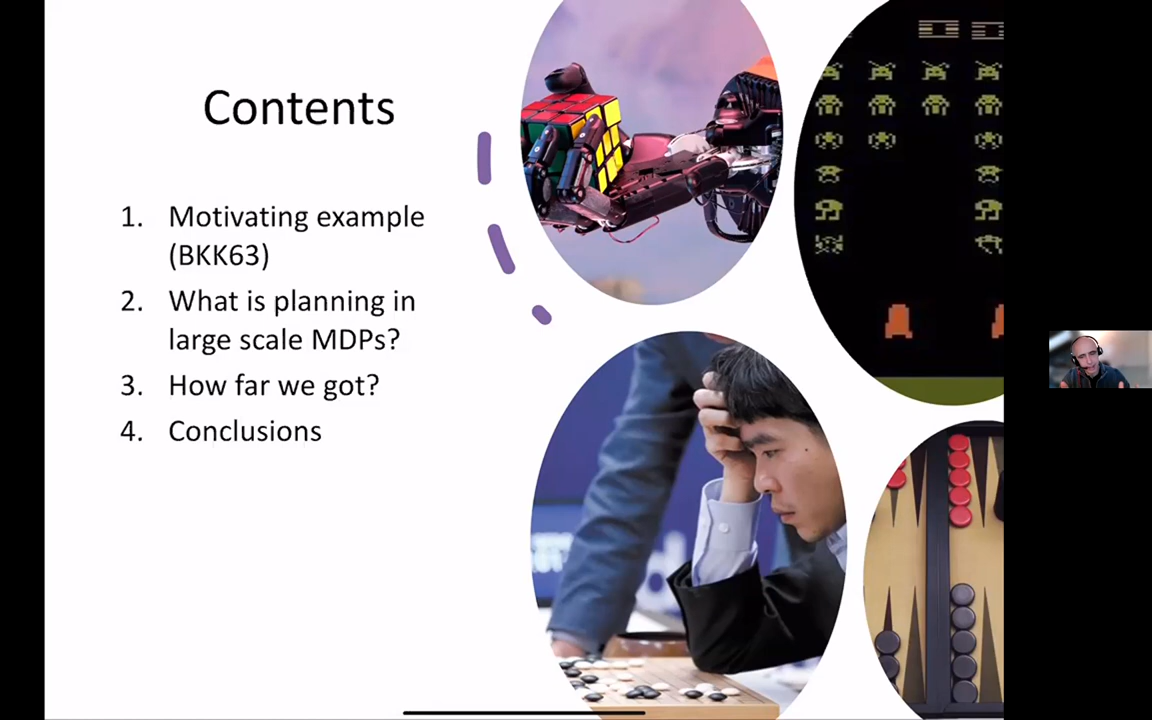 Contents
1. Motivating example
(BKK63)
2. What is planning in
large scale MDPs?
3. How far we got?
4. Conclusions